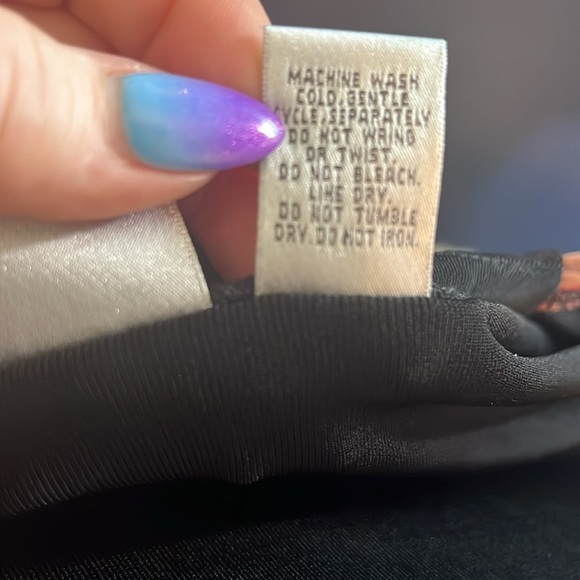 MACHINE WASH
COLD, GENTLE
CYCLE, SEPARATELY
DO NOT WRING
OR TWIST.
DO NOT BLEACH.
LINE DRY.
DO NOT TUMBLE
DRY. DO NOT IRON.